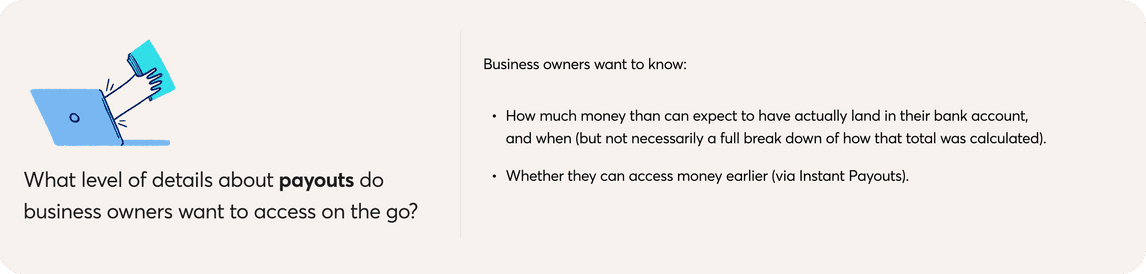 What level of details about payouts do
business owners want to access on the go?
Business owners want to know:
• How much money than can expect to have actually land in their bank account,
and when (but not necessarily a full break down of how that total was calculated).
• Whether they can access money earlier (via Instant Payouts).